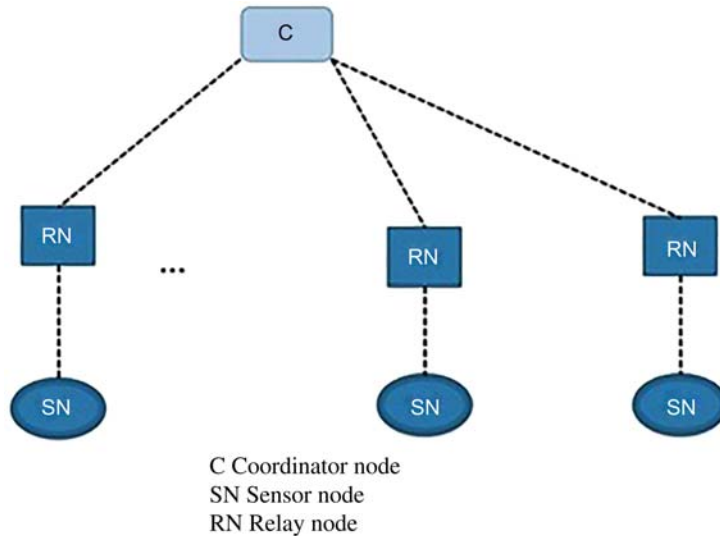 C
RN
...
RN
RN
SN
SN
SN
C Coordinator node
SN Sensor node
RN Relay node